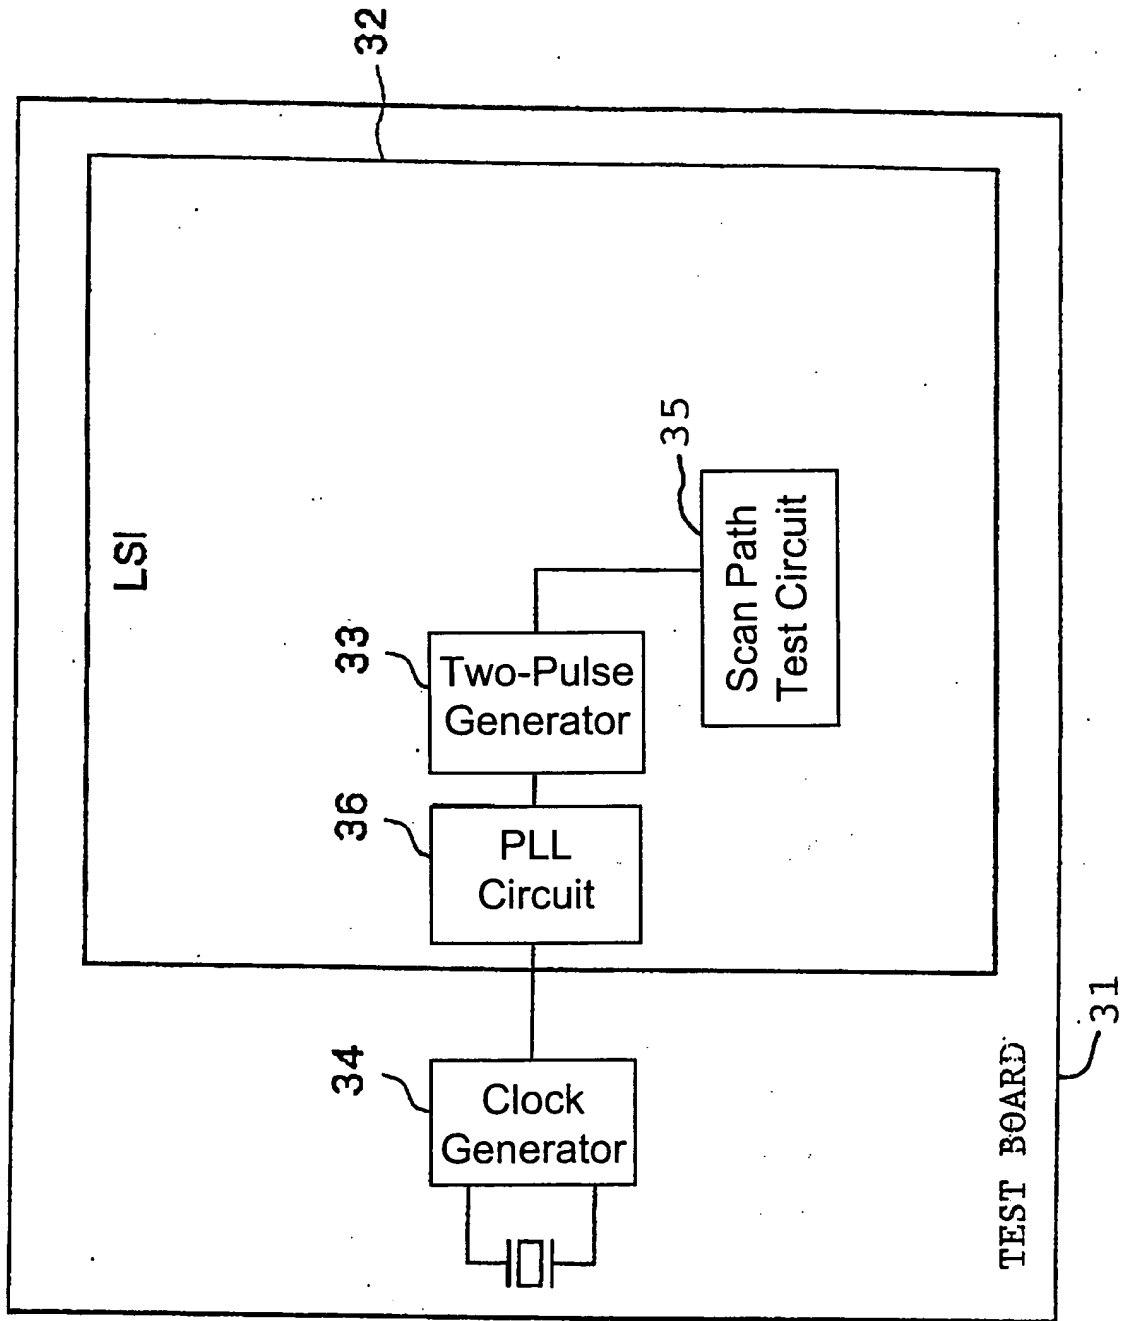 32
LSI
33
Two-Pulse
Generator
35
Scan Path
Test Circuit
36
PLL
Circuit
34
Clock
Generator
TEST BOARD
31